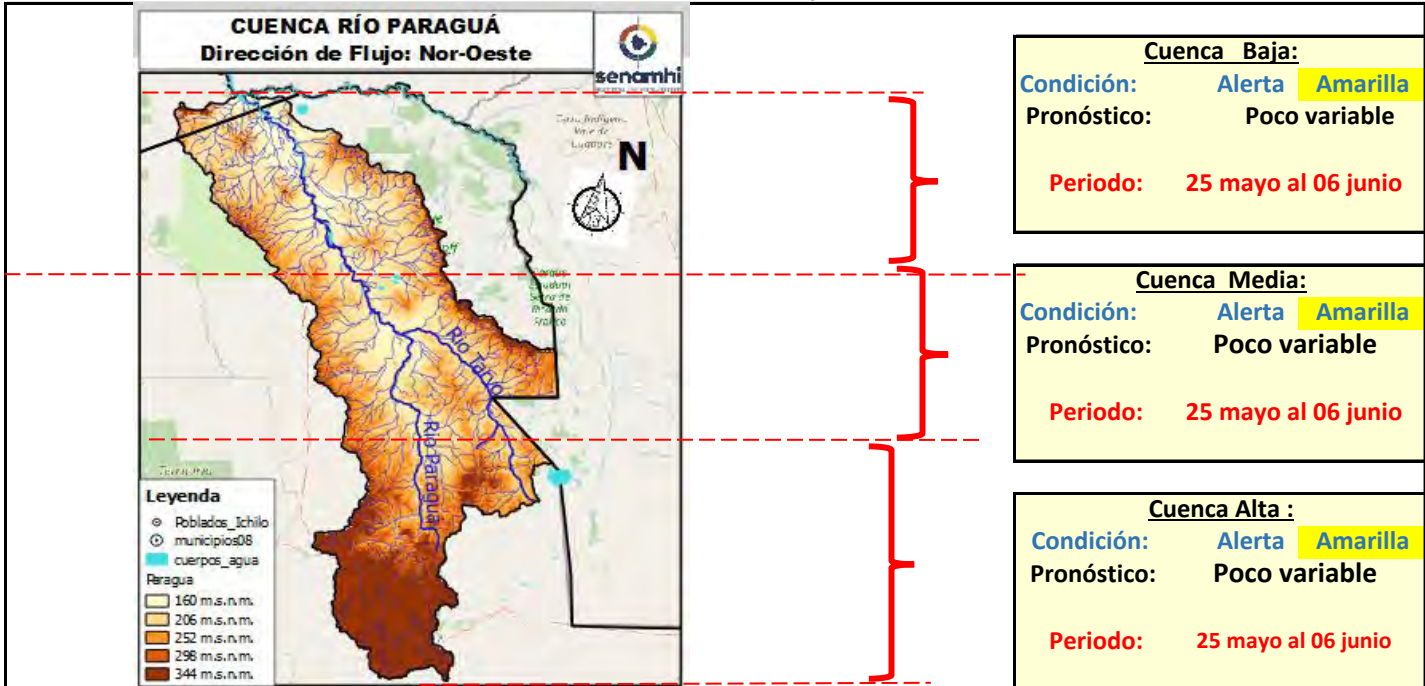 CUENCA RÍO PARAGUÁ
Dirección de Flujo: Nor-Oeste
senamhi
N
Río Tarvo
Río Paraguá
Leyenda
Poblados_Ichilo
municipios08
cuerpos_agua
Paragua
160 m.s.n.m.
206 m.s.n.m.
252 m.s.n.m.
298 m.s.n.m.
344 m.s.n.m.
Cuenca Baja:
Condición: Alerta Amarilla
Pronóstico: Poco variable
Periodo: 25 mayo al 06 junio
Cuenca Media:
Condición: Alerta Amarilla
Pronóstico: Poco variable
Periodo: 25 mayo al 06 junio
Cuenca Alta :
Condición: Alerta Amarilla
Pronóstico: Poco variable
Periodo: 25 mayo al 06 junio